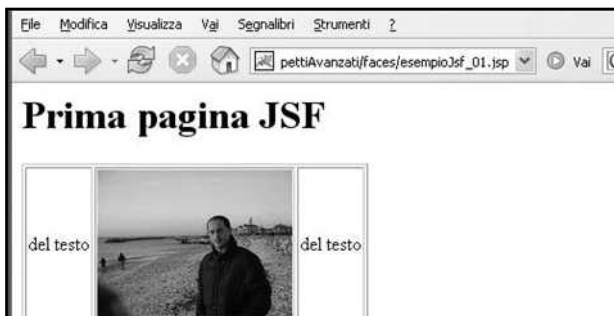 File Modifica Visualizza Vai Segnalibri Strumenti ?
pettiAvanzati/faces/esempioJsf_01.jsp Vai
Prima pagina JSF
del testo del testo